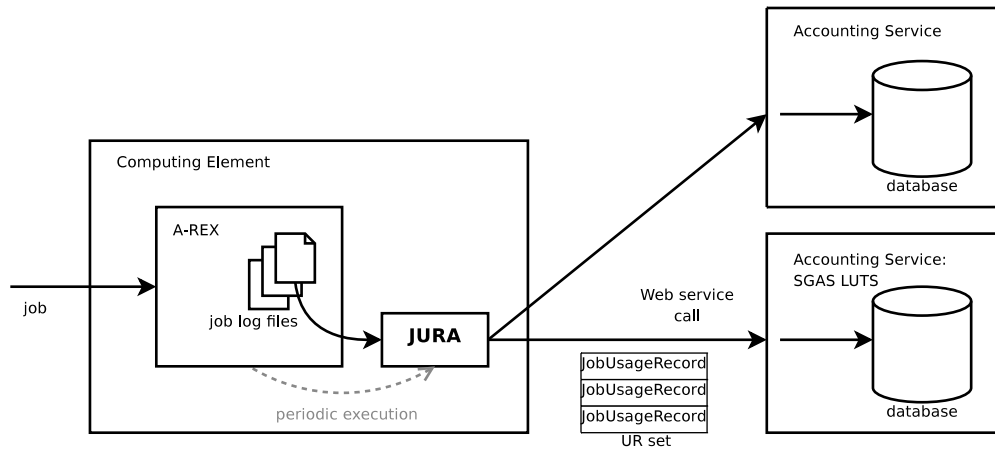 Accounting Service
database
Computing Element
A-REX
job log files
job
JURA
periodic execution
Web service
call
JobUsageRecord
JobUsageRecord
JobUsageRecord
UR set
Accounting Service:
SGAS LUTS
database